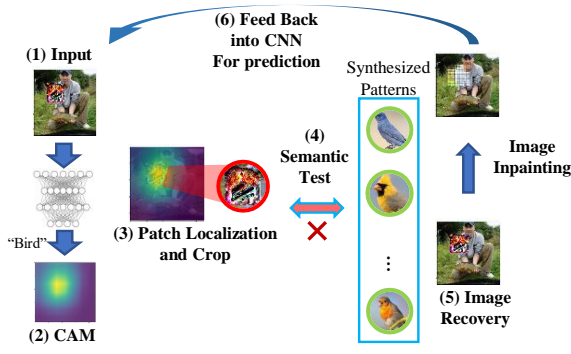 (6) Feed Back
into CNN
For prediction
(1) Input
Synthesized
Patterns
(4)
Semantic
Test
Image
Inpainting
"Bird"
(3) Patch Localization
and Crop
(2) CAM
...
(5) Image
Recovery